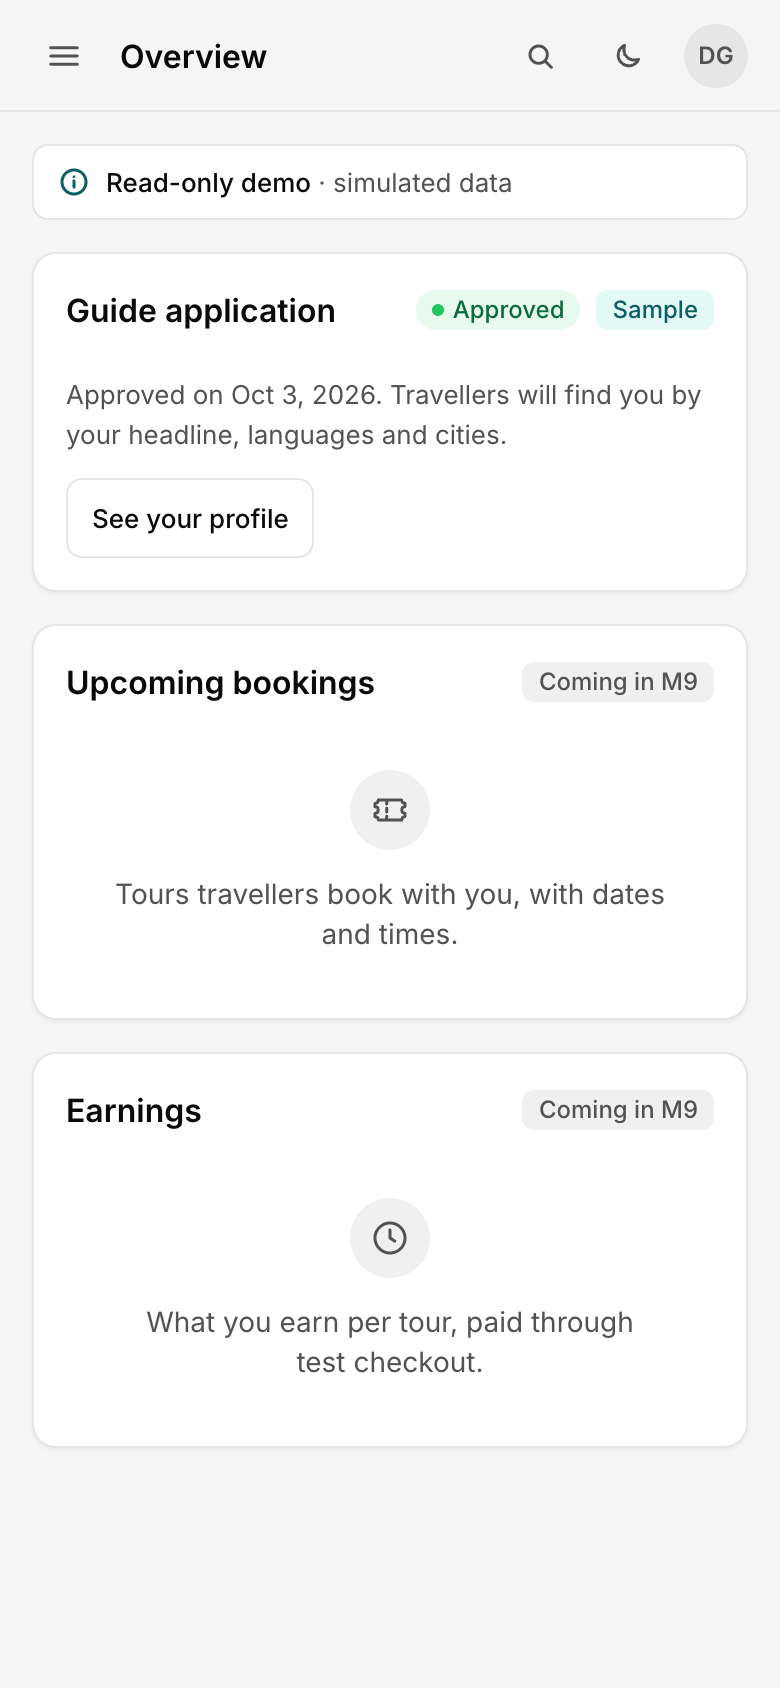 Overview
DG
Read-only demo · simulated data
Guide application
Approved
Sample
Approved on Oct 3, 2026. Travellers will find you by
your headline, languages and cities.
See your profile
Upcoming bookings
Coming in M9
Tours travellers book with you, with dates
and times.
Earnings
Coming in M9
What you earn per tour, paid through
test checkout.